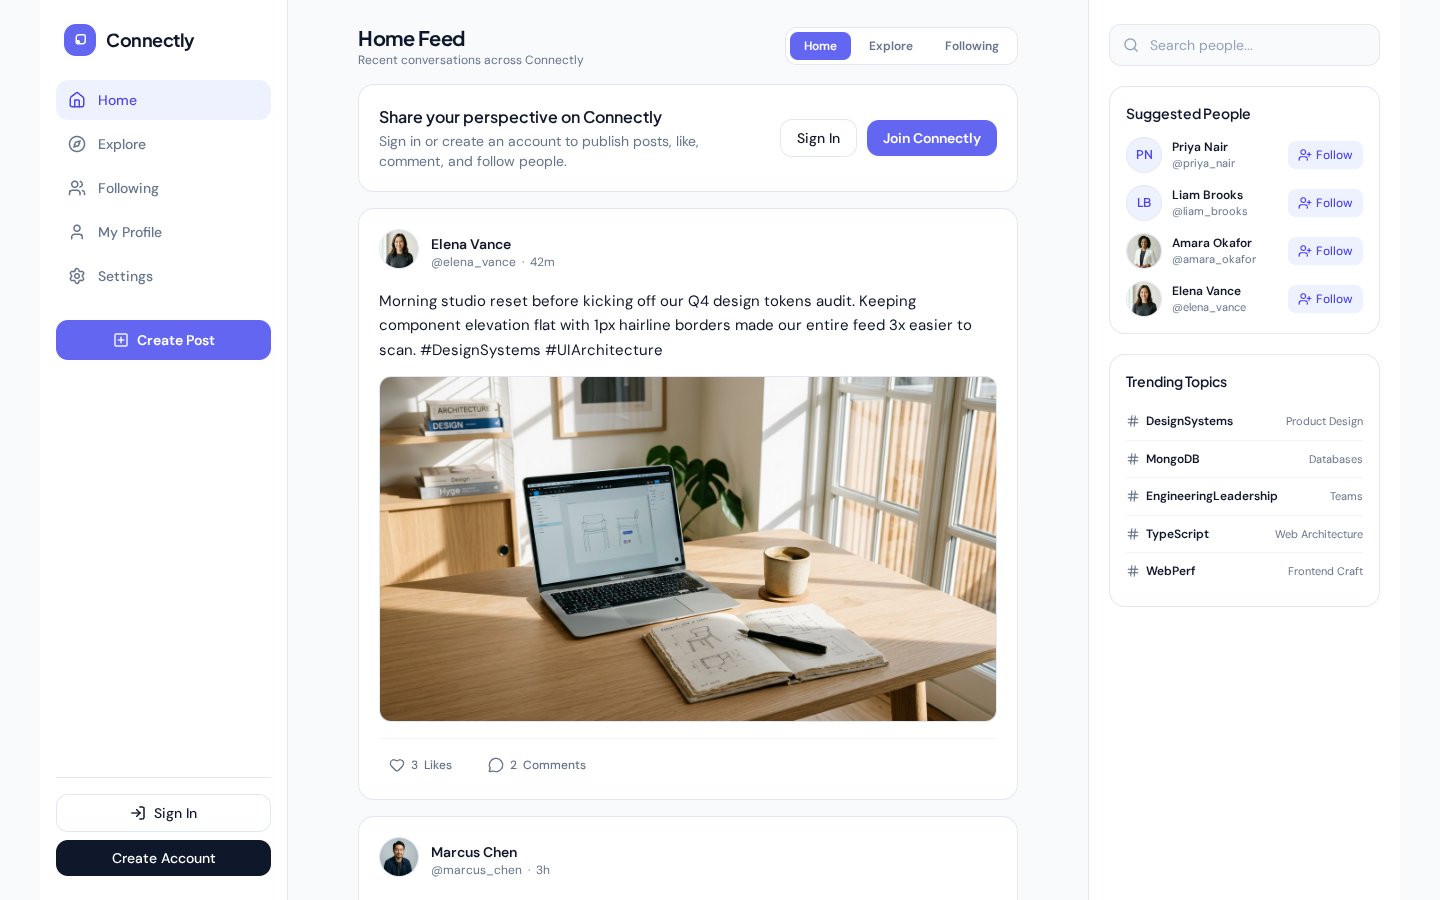 Connectly
Home
Explore
Following
My Profile
Settings
Create Post
Sign In
Create Account
Home Feed
Recent conversations across Connectly
Home
Explore
Following
Share your perspective on Connectly
Sign in or create an account to publish posts, like,
comment, and follow people.
Sign In
Join Connectly
Elena Vance
@elena_vance · 42m
Morning studio reset before kicking off our Q4 design tokens audit. Keeping
component elevation flat with 1px hairline borders made our entire feed 3x easier to
scan. #DesignSystems #UIArchitecture
ARCHITECTURE
DESIGN
Design
Hyge
3 Likes
2 Comments
Marcus Chen
@marcus_chen · 3h
Search people...
Suggested People
PN
Priya Nair
@priya_nair
Follow
LB
Liam Brooks
@liam_brooks
Follow
Amara Okafor
@amara_okafor
Follow
Elena Vance
@elena_vance
Follow
Trending Topics
# DesignSystems Product Design
# MongoDB Databases
# EngineeringLeadership Teams
# TypeScript Web Architecture
# WebPerf Frontend Craft